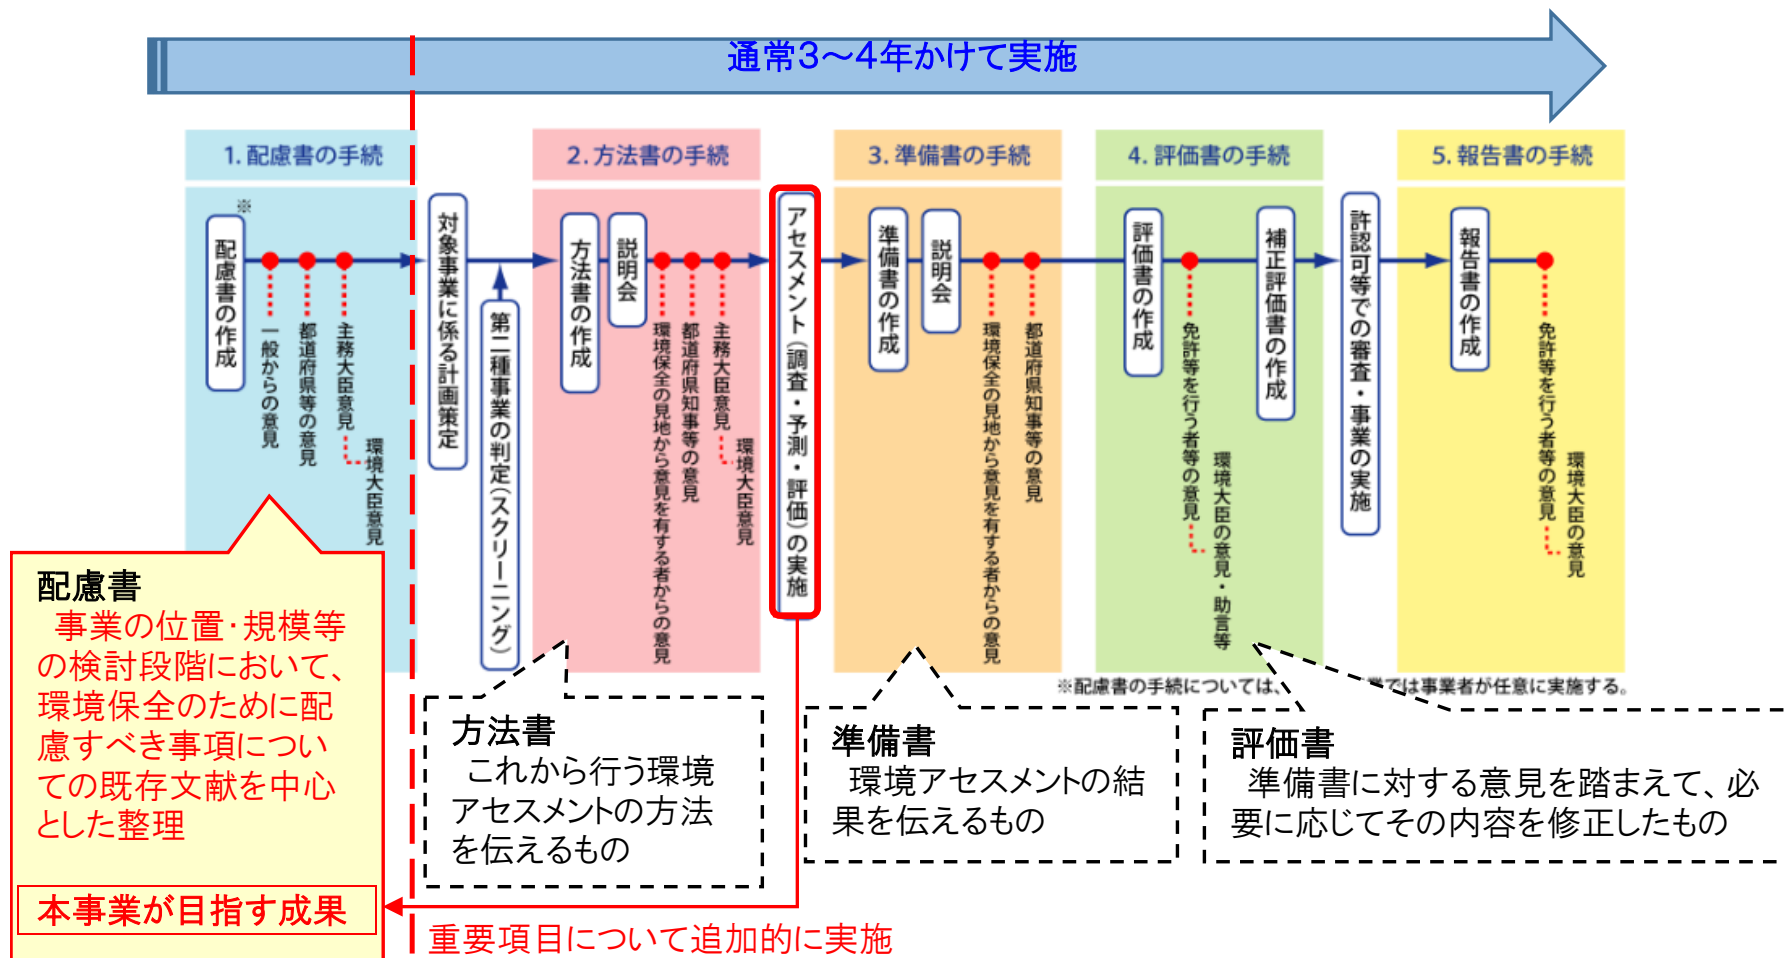 通常3～4年かけて実施
1. 配慮書の手続
2. 方法書の手続
3. 準備書の手続
4. 評価書の手続
5. 報告書の手続
※
配慮書の作成
一般からの意見
都道府県等の意見
主務大臣意見
環境大臣意見
対象事業に係る計画策定
第二種事業の判定(スクリーニング)
方法書の作成
説明会
環境保全の見地から意見を有する者からの意見
都道府県知事等の意見
主務大臣意見
環境大臣意見
アセスメント(調査・予測・評価)の実施
準備書の作成
説明会
環境保全の見地から意見を有する者からの意見
都道府県知事等の意見
評価書の作成
免許等を行う者等の意見
環境大臣の意見・助言等
補正評価書の作成
許認可等での審査・事業の実施
報告書の作成
免許等を行う者等の意見
環境大臣の意見
※配慮書の手続については、
では事業者が任意に実施する。
配慮書
事業の位置・規模等
の検討段階において、
環境保全のために配
慮すべき事項につい
ての既存文献を中心
とした整理
本事業が目指す成果
方法書
これから行う環境
アセスメントの方法
を伝えるもの
準備書
環境アセスメントの結
果を伝えるもの
評価書
準備書に対する意見を踏まえて、必
要に応じてその内容を修正したもの
重要項目について追加的に実施